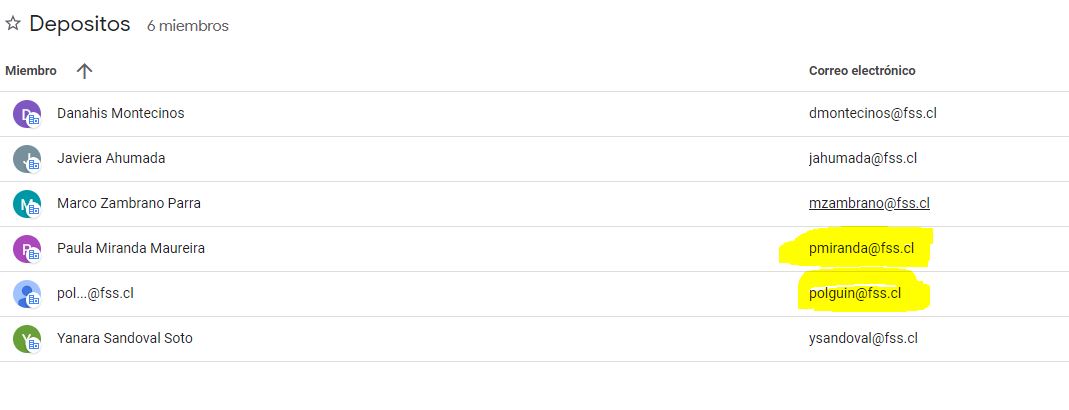 Depositos 6 miembros
Miembro Correo electrónico
D Danahis Montecinos dmontecinos@fss.cl
J Javiera Ahumada jahumada@fss.cl
M Marco Zambrano Parra mzambrano@fss.cl
P Paula Miranda Maureira pmiranda@fss.cl
pol...@fss.cl polguin@fss.cl
Y Yanara Sandoval Soto ysandoval@fss.cl